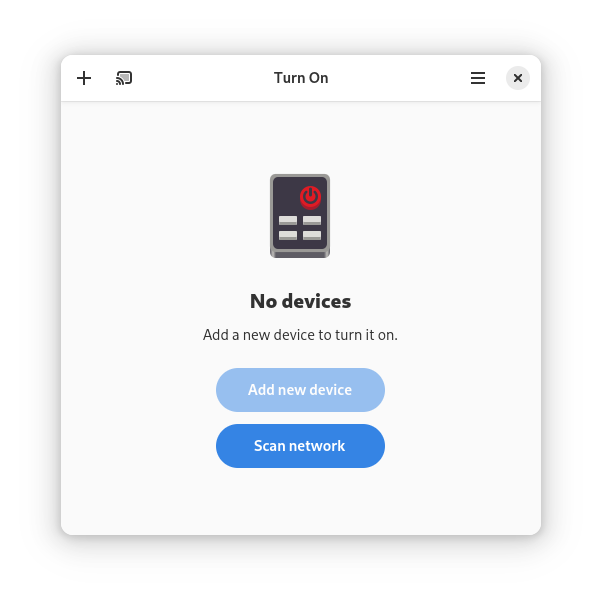 Turn On
No devices
Add a new device to turn it on.
Add new device
Scan network